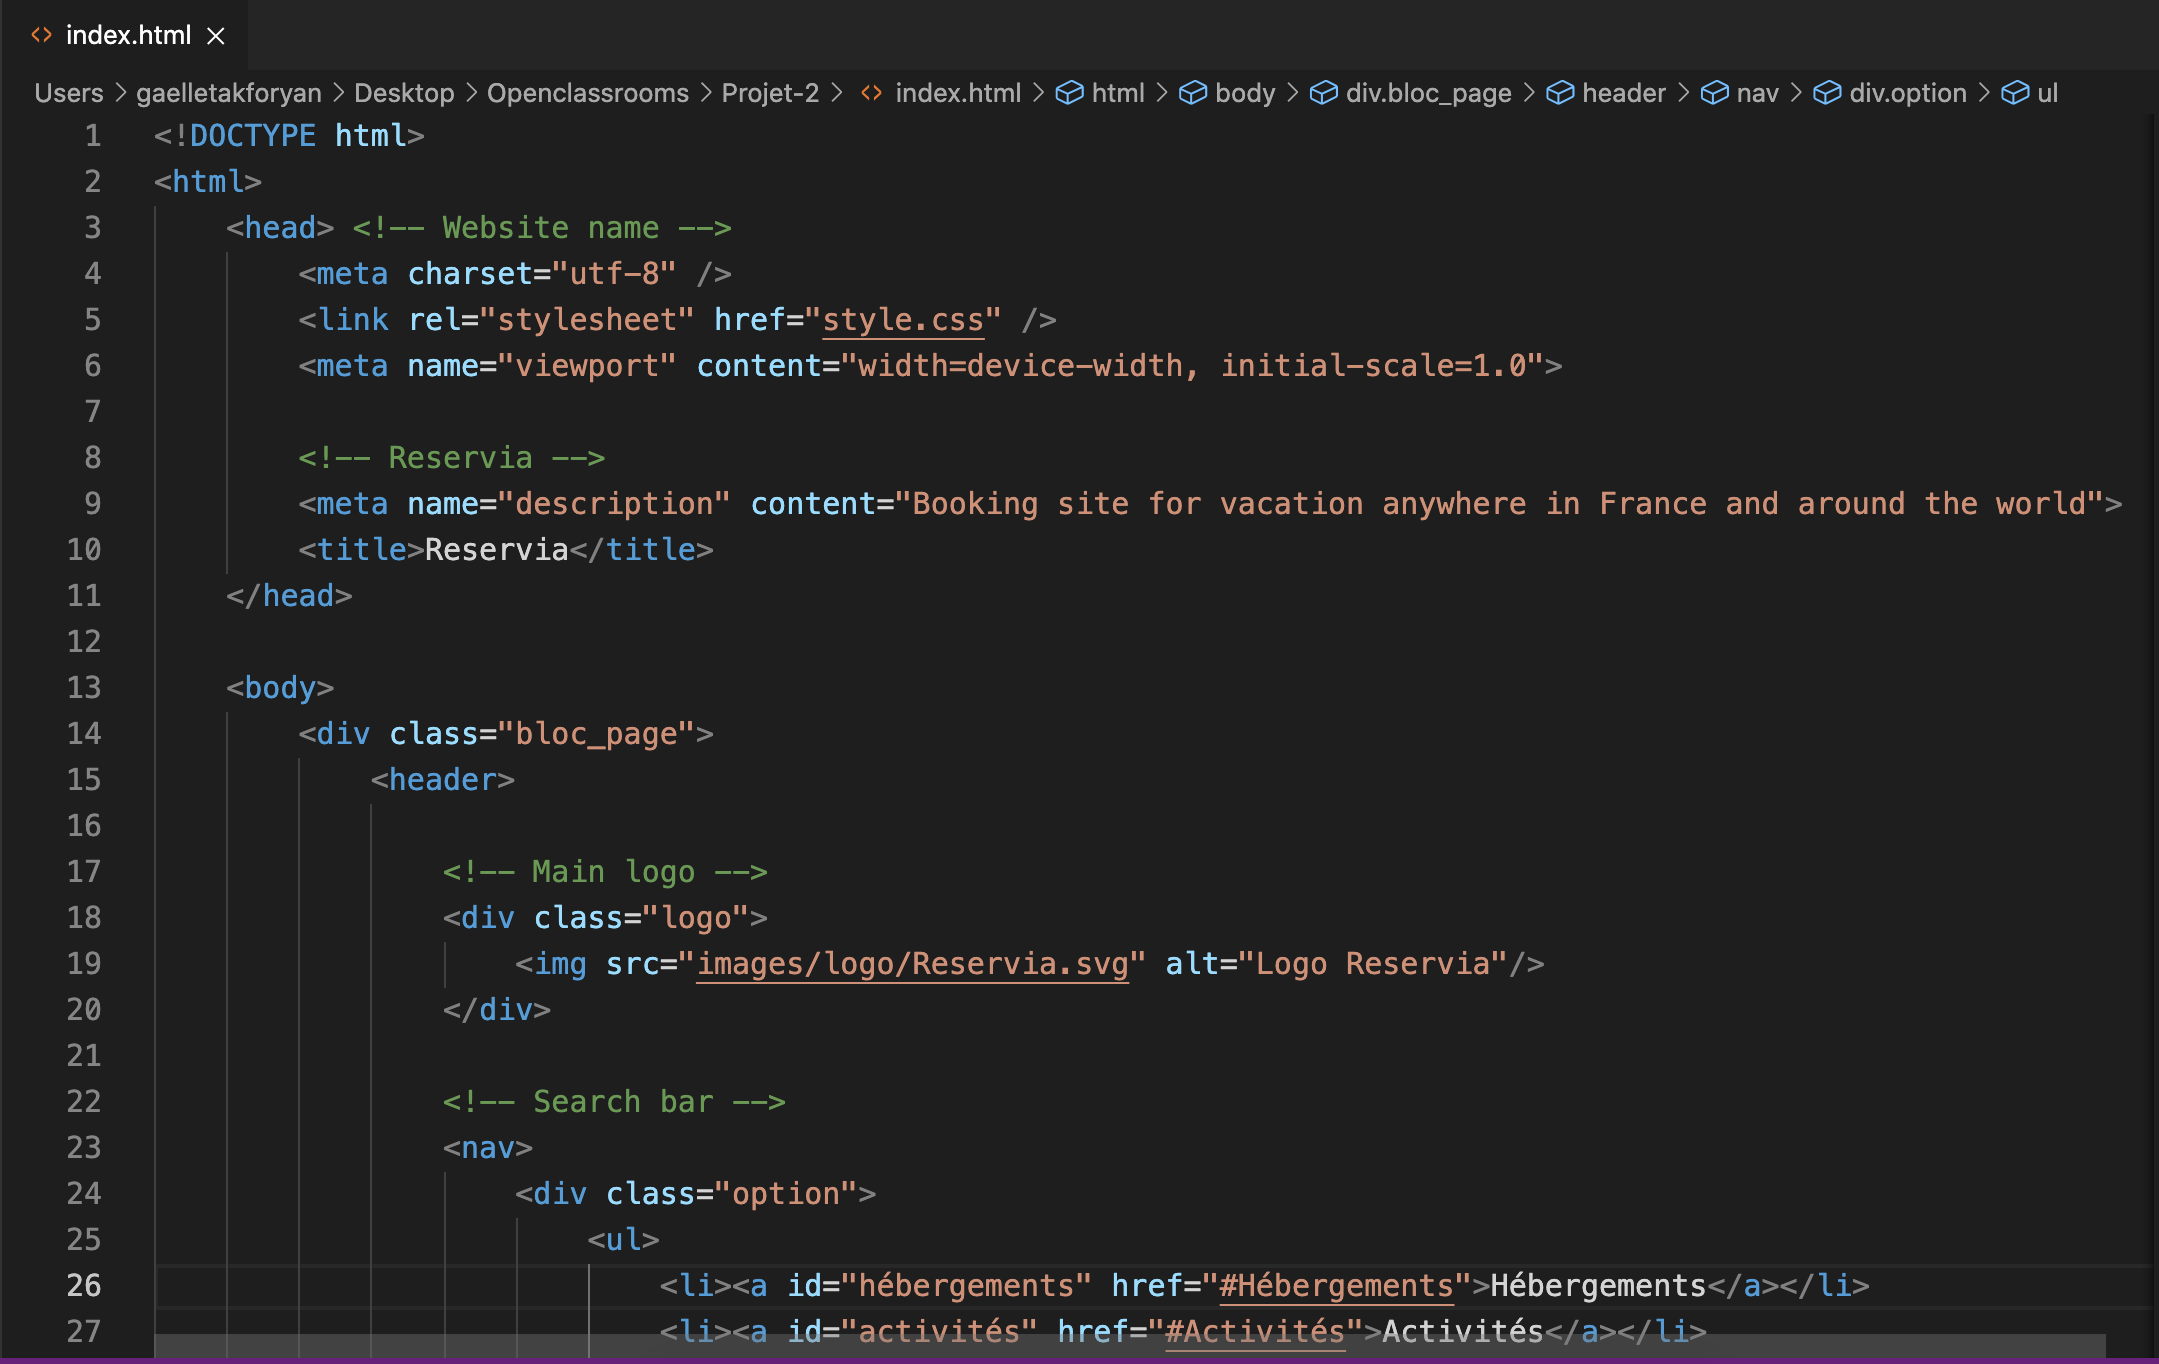 index.html
Users > gaelletakforyan > Desktop > Openclassrooms > Projet-2 > index.html > html > body > div.bloc_page > header > nav > div.option > ul
1 <!DOCTYPE html>
2 <html>
3     <head> <!-- Website name -->
4         <meta charset="utf-8" />
5         <link rel="stylesheet" href="style.css" />
6         <meta name="viewport" content="width=device-width, initial-scale=1.0">
7
8         <!-- Reservia -->
9         <meta name="description" content="Booking site for vacation anywhere in France and around the world">
10         <title>Reservia</title>
11     </head>
12
13     <body>
14         <div class="bloc_page">
15             <header>
16
17                 <!-- Main logo -->
18                 <div class="logo">
19                     <img src="images/logo/Reservia.svg" alt="Logo Reservia"/>
20                 </div>
21
22                 <!-- Search bar -->
23                 <nav>
24                     <div class="option">
25                         <ul>
26                             <li><a id="hébergements" href="#Hébergements">Hébergements</a></li>
27                             <li><a id="activités" href="#Activités">Activités</a></li>